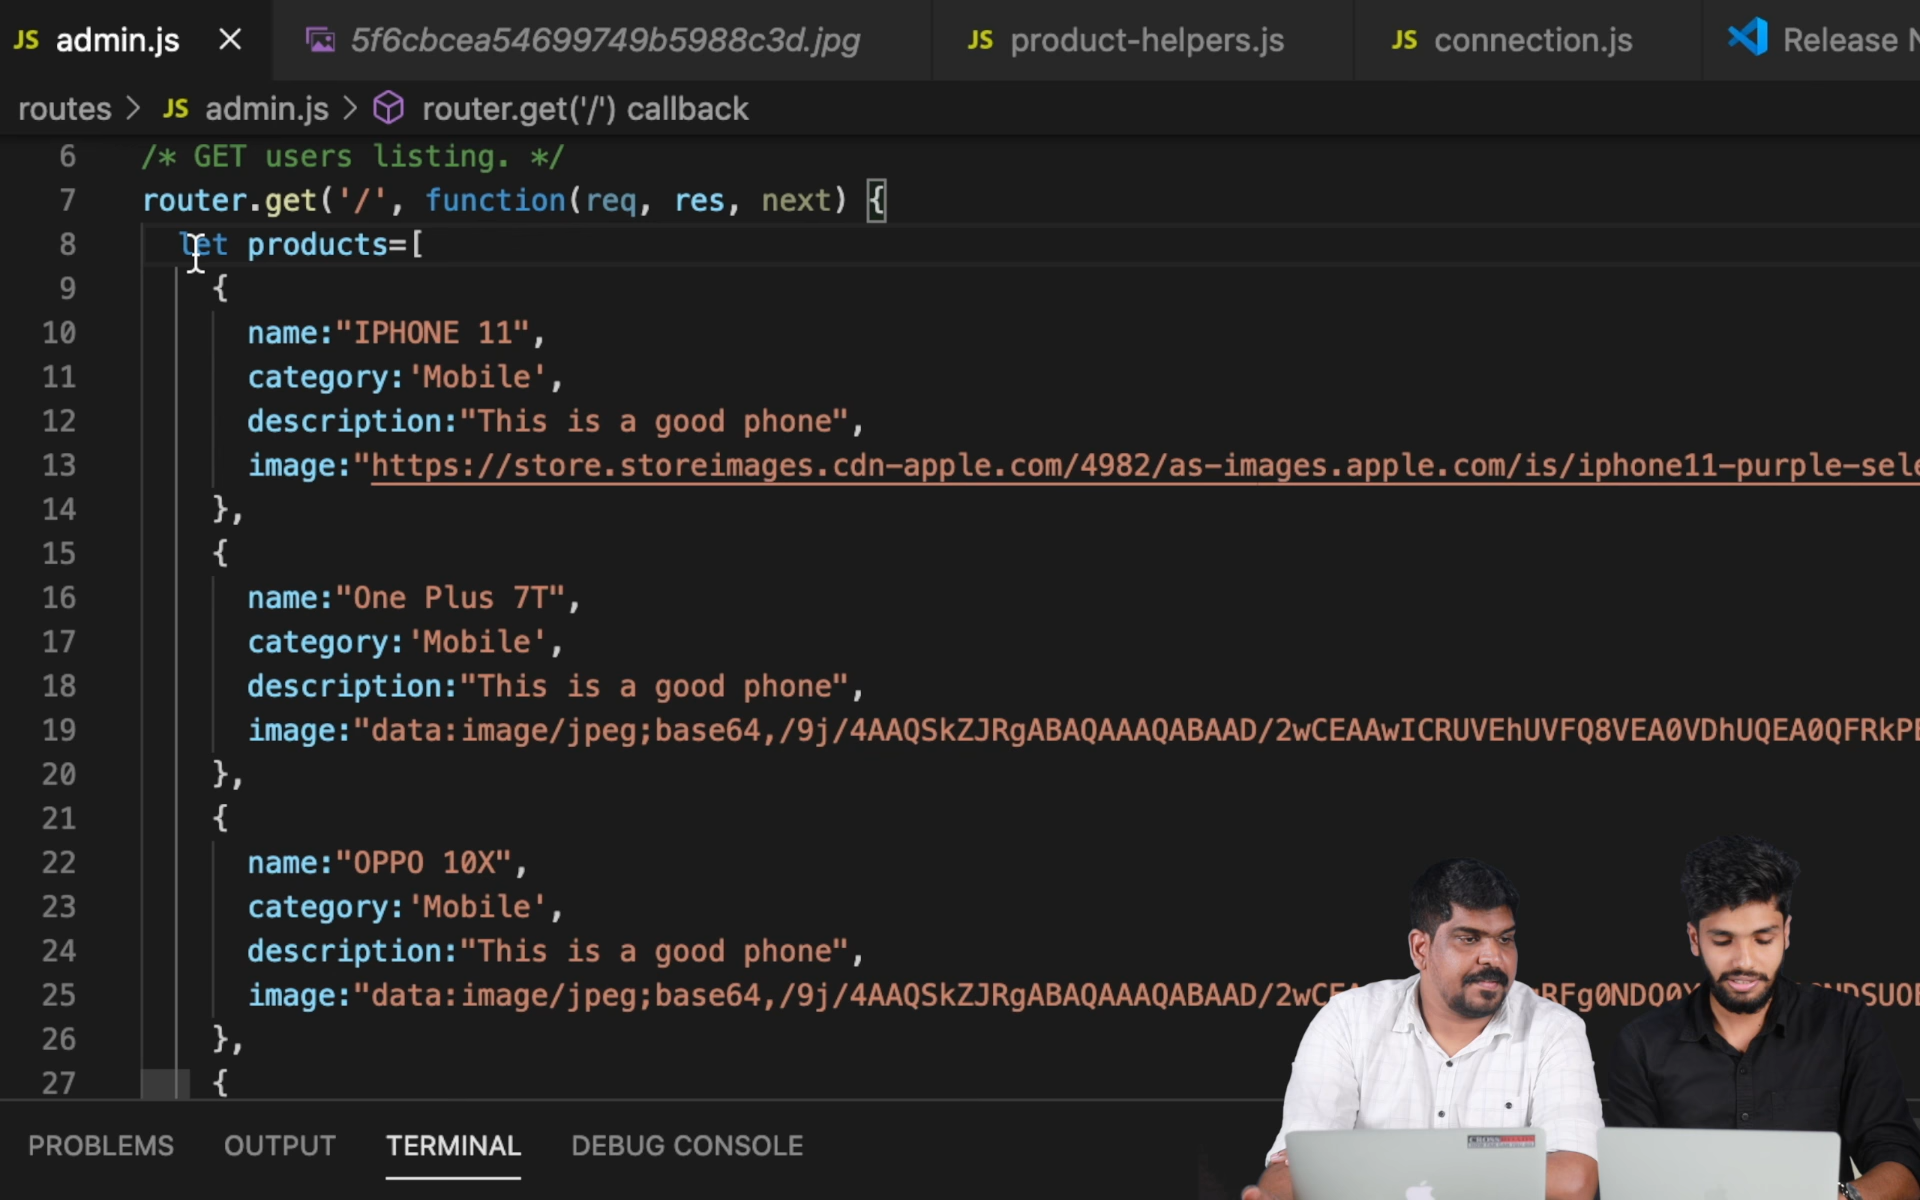 JS admin.js
5f6cbcea54699749b5988c3d.jpg
JS product-helpers.js
JS connection.js
Release N
routes > JS admin.js > router.get('/') callback
6 /* GET users listing. */
7 router.get('/', function(req, res, next) {
8 let products=[
9 {
10 name:"IPHONE 11",
11 category:'Mobile',
12 description:"This is a good phone",
13 image:"https://store.storeimages.cdn-apple.com/4982/as-images.apple.com/is/iphone11-purple-sele
14 },
15 {
16 name:"One Plus 7T",
17 category:'Mobile',
18 description:"This is a good phone",
19 image:"data:image/jpeg;base64,/9j/4AAQSkZJRgABAQAAAQABAAD/2wCEAAwICRUVEhUVFQ8VEA0VDhUQEA0QFRkPE
20 },
21 {
22 name:"OPPO 10X",
23 category:'Mobile',
24 description:"This is a good phone",
25 image:"data:image/jpeg;base64,/9j/4AAQSkZJRgABAQAAAQABAAD/2wCE
26 },
27 {
PROBLEMS OUTPUT TERMINAL DEBUG CONSOLE